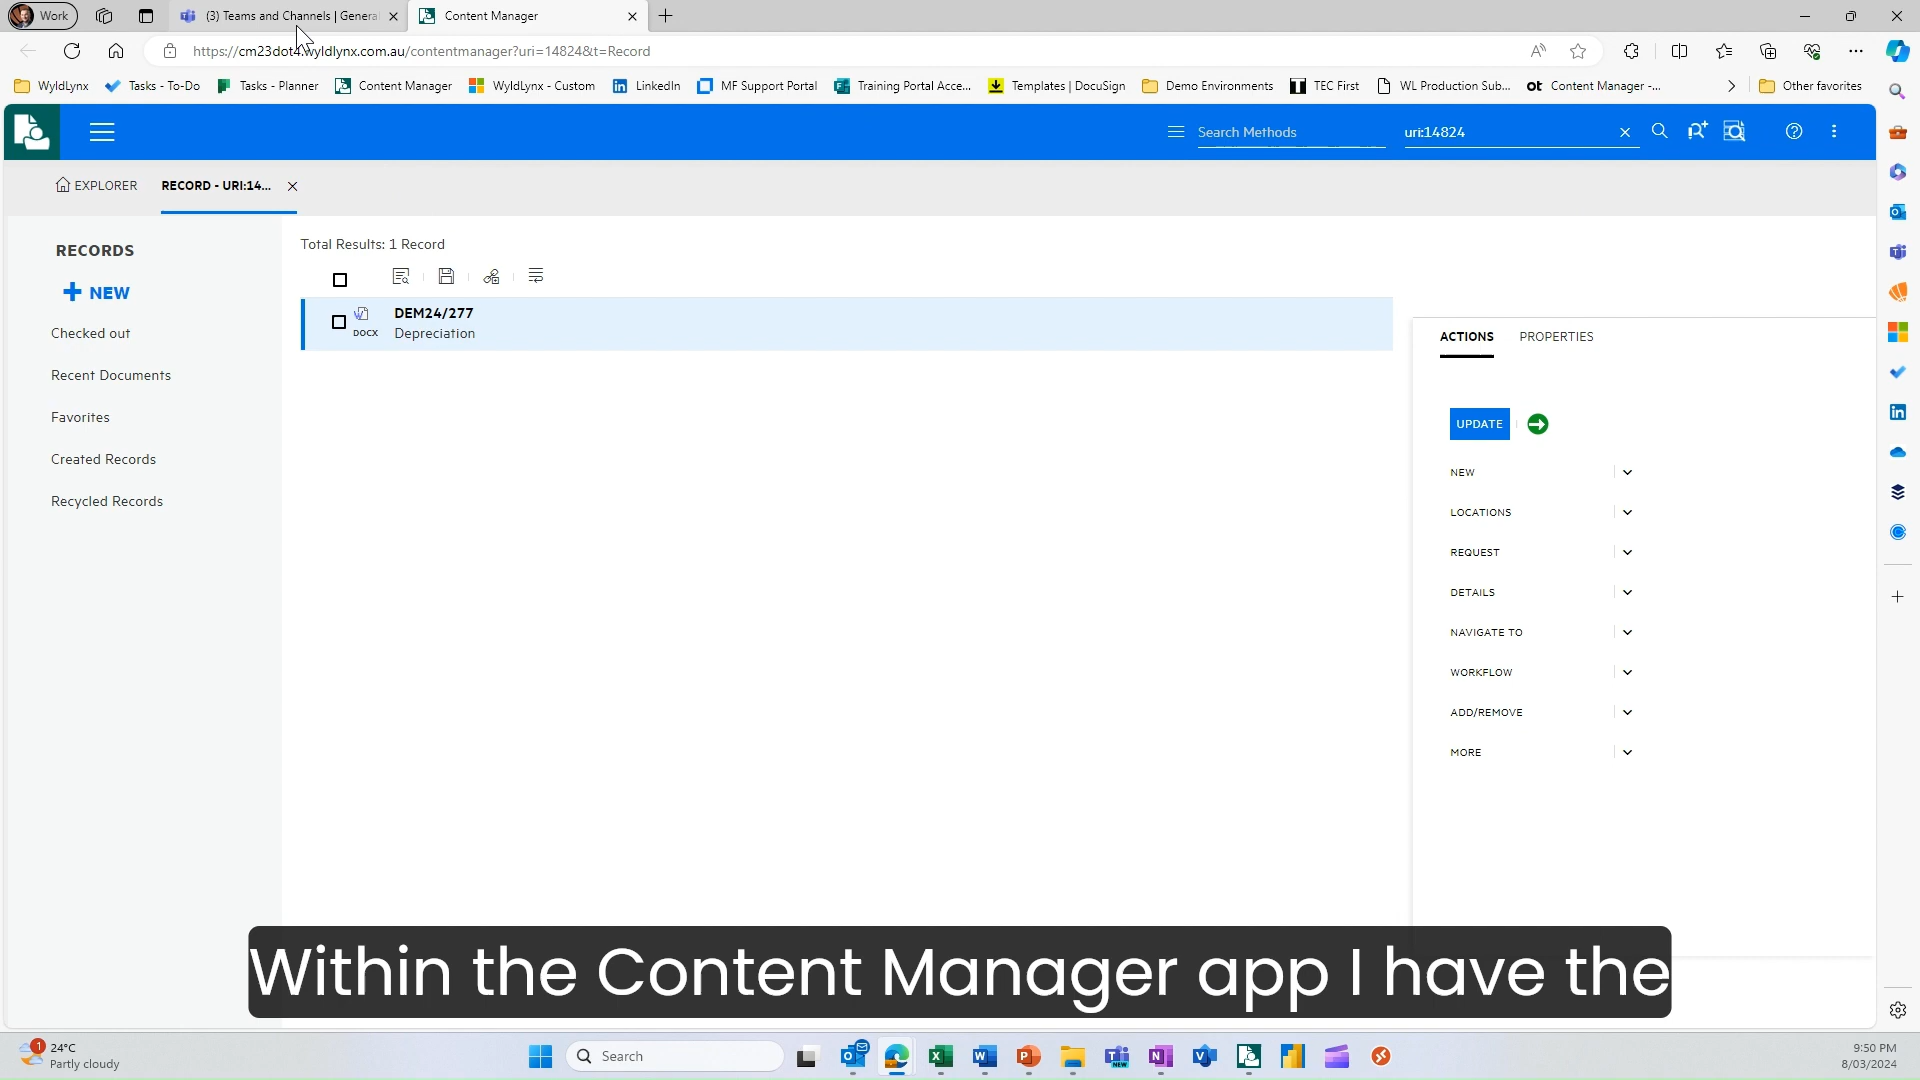 Work
(3) Teams and Channels | General
Content Manager
https://cm23dot4.wyldlynx.com.au/contentmanager?uri=14824&t=Record
WyldLynx
Tasks - To-Do
Tasks - Planner
Content Manager
WyldLynx - Custom
LinkedIn
MF Support Portal
Training Portal Acce...
Templates | DocuSign
Demo Environments
TEC First
WL Production Sub...
ot Content Manager -...
Other favorites
Search Methods
uri:14824
EXPLORER
RECORD - URI:14...
RECORDS
NEW
Checked out
Recent Documents
Favorites
Created Records
Recycled Records
Total Results: 1 Record
DOCX
DEM24/277
Depreciation
ACTIONS
PROPERTIES
UPDATE
NEW
LOCATIONS
REQUEST
DETAILS
NAVIGATE TO
WORKFLOW
ADD/REMOVE
MORE
Within the Content Manager app I have the
1
24°C
Partly cloudy
Search
NEW
9:50 PM
8/03/2024